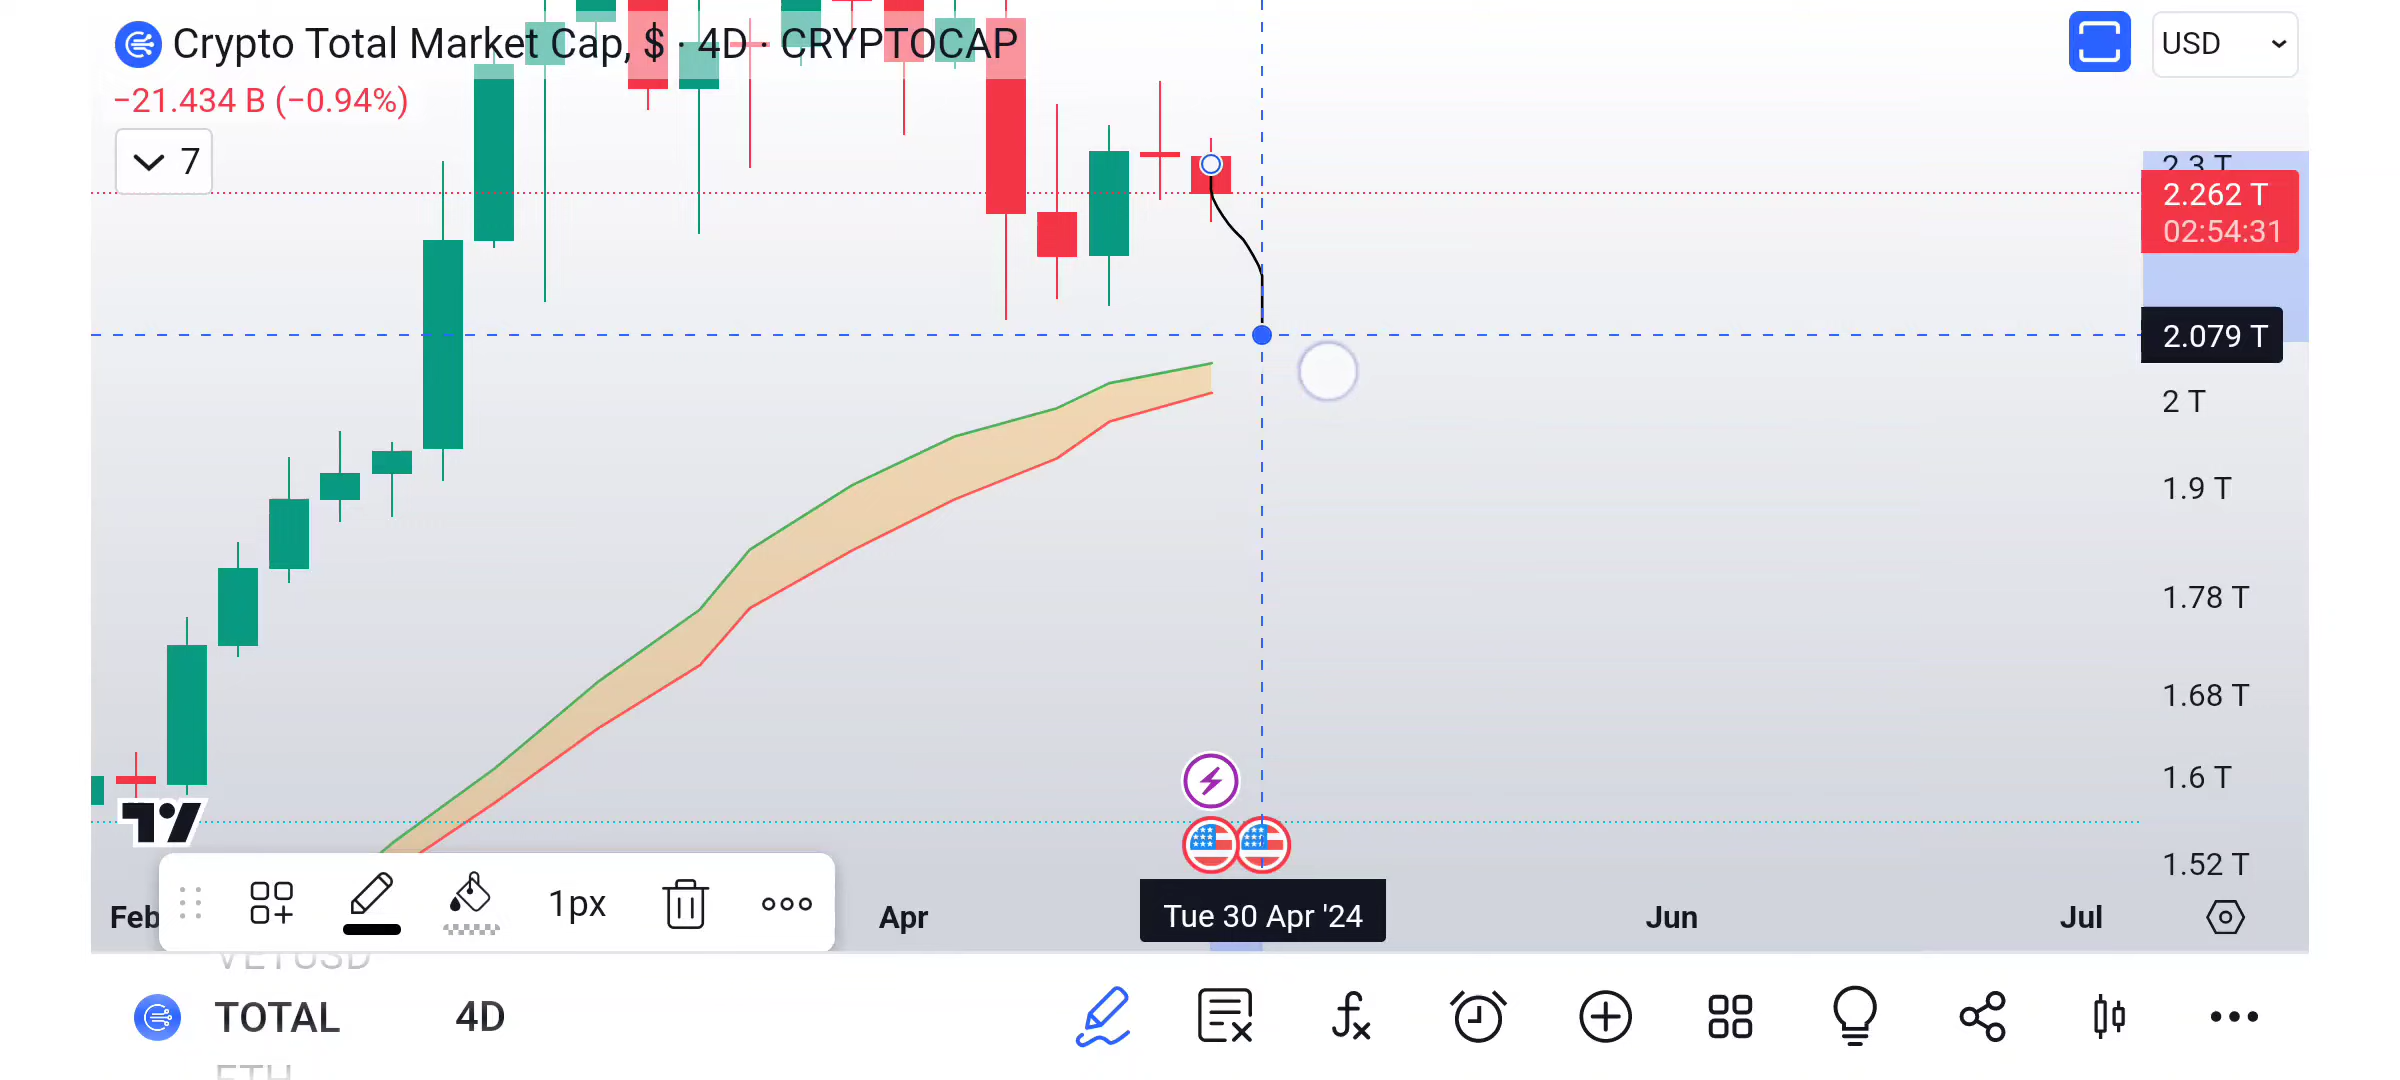 Crypto Total Market Cap, $ · 4D · CRYPTOCAP
USD
−21.434 B (−0.94%)
7
2.3 T
2.262 T
02:54:31
2.079 T
2 T
1.9 T
1.78 T
1.68 T
1.6 T
1.52 T
1px
Feb
Apr
Tue 30 Apr '24
Jun
Jul
VETUSD
TOTAL 4D
ETH